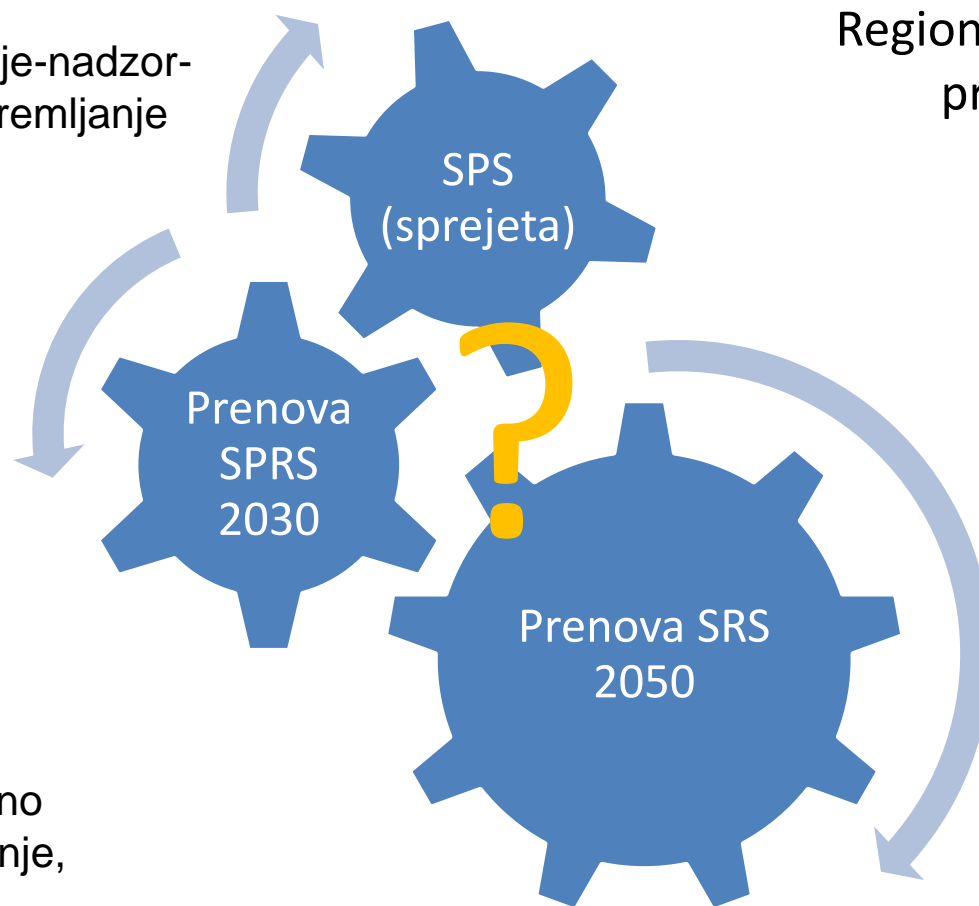 je-nadzor-
remljanje
Region
pr
SPS
(sprejeta)
?
Prenova
SPRS
2030
Prenova SRS
2050
no
nje,